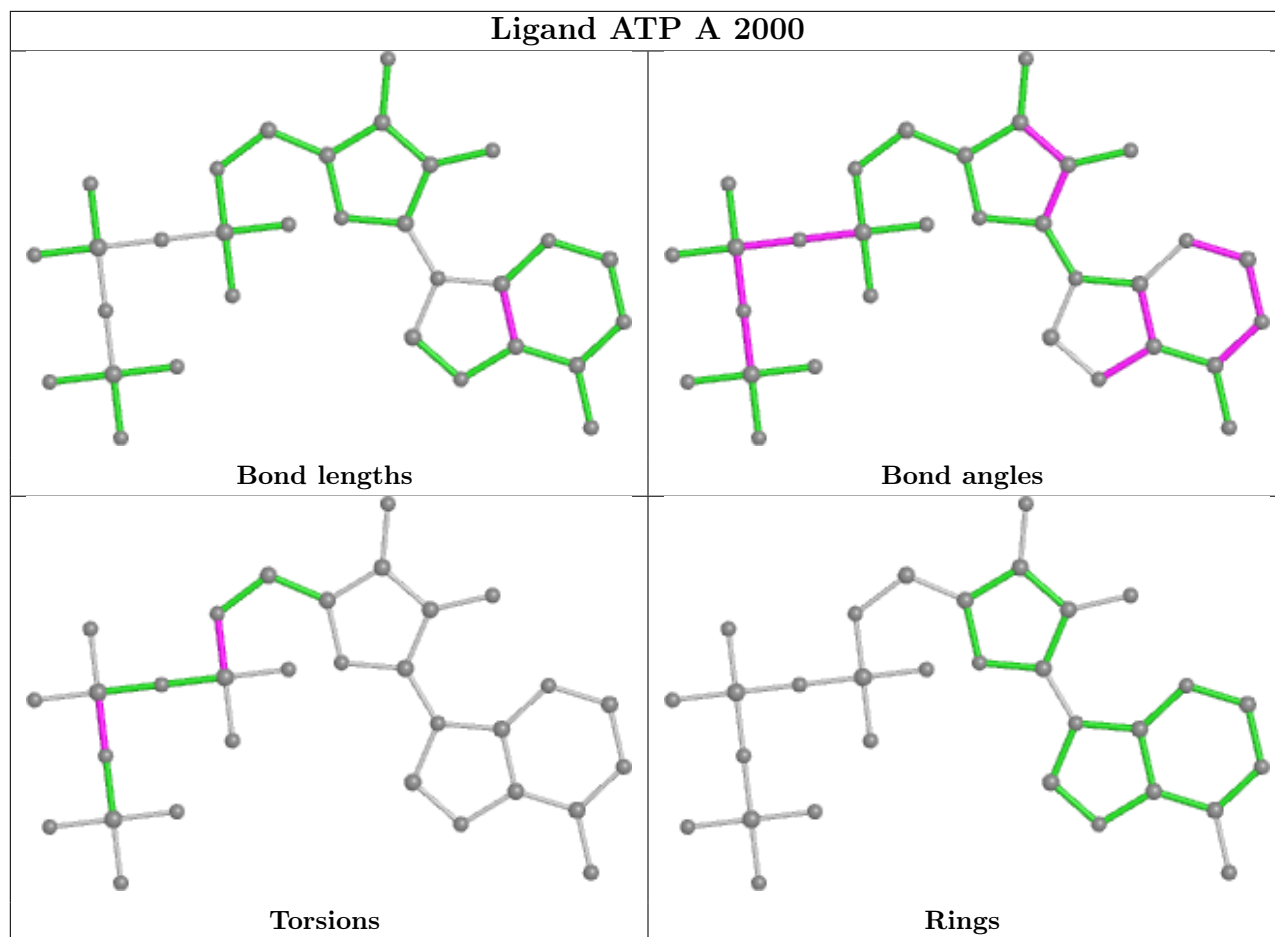 Ligand ATP A 2000
Bond lengths
Bond angles
Torsions
Rings